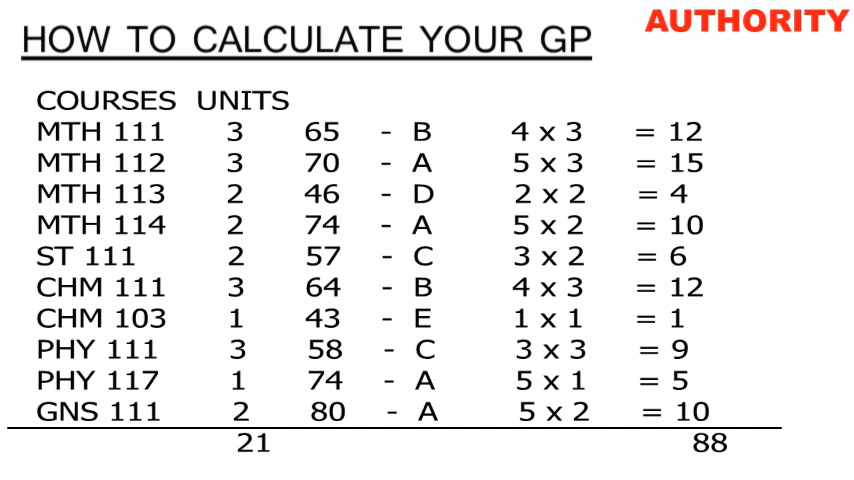 AUTHORITY
HOW TO CALCULATE YOUR GP
COURSES UNITS
MTH 111 3 65 - B 4 x 3 = 12
MTH 112 3 70 - A 5 x 3 = 15
MTH 113 2 46 - D 2 x 2 = 4
MTH 114 2 74 - A 5 x 2 = 10
ST 111 2 57 - C 3 x 2 = 6
CHM 111 3 64 - B 4 x 3 = 12
CHM 103 1 43 - E 1 x 1 = 1
PHY 111 3 58 - C 3 x 3 = 9
PHY 117 1 74 - A 5 x 1 = 5
GNS 111 2 80 - A 5 x 2 = 10
21 88